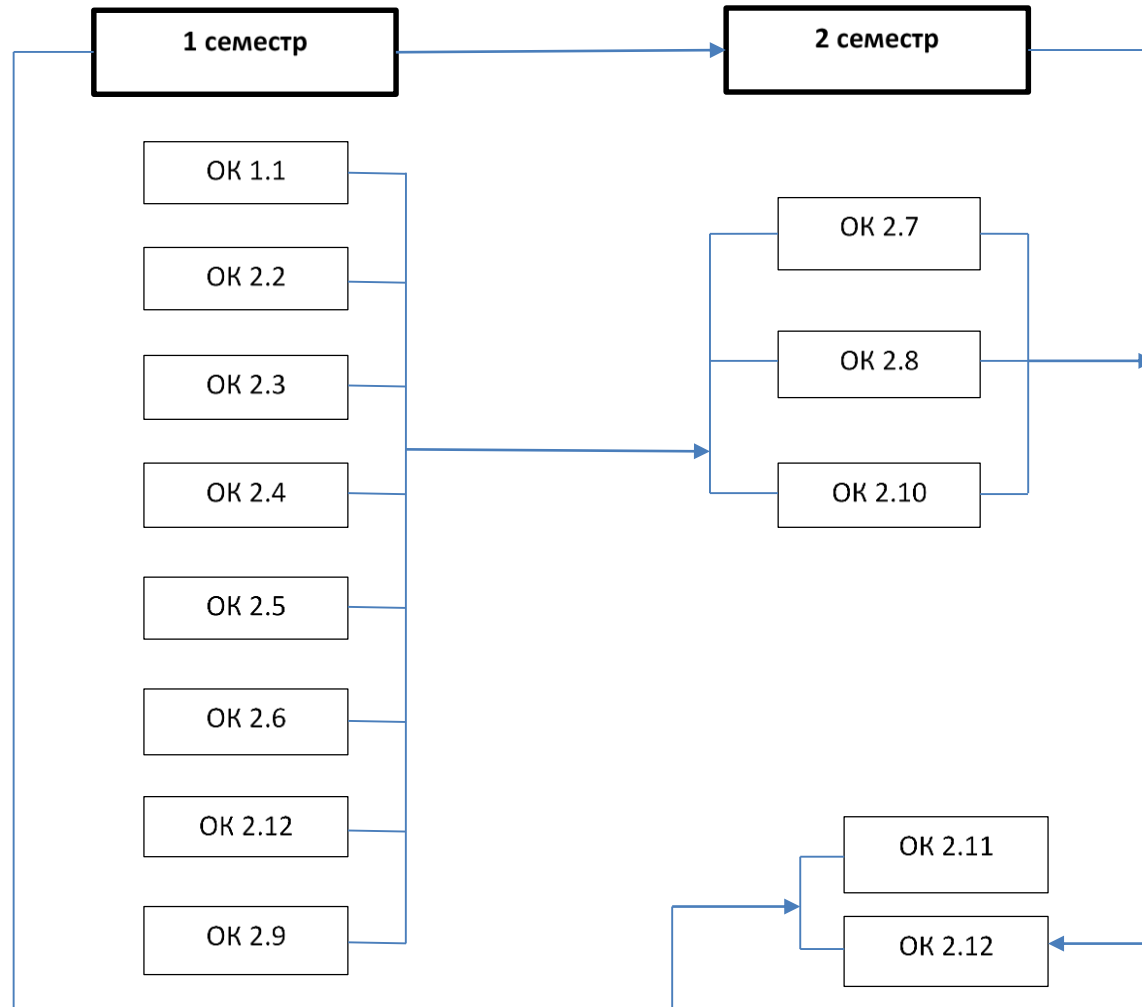 1 семестр
2 семестр
ОК 1.1
ОК 2.2
ОК 2.3
ОК 2.4
ОК 2.5
ОК 2.6
ОК 2.12
ОК 2.9
ОК 2.7
ОК 2.8
ОК 2.10
ОК 2.11
ОК 2.12